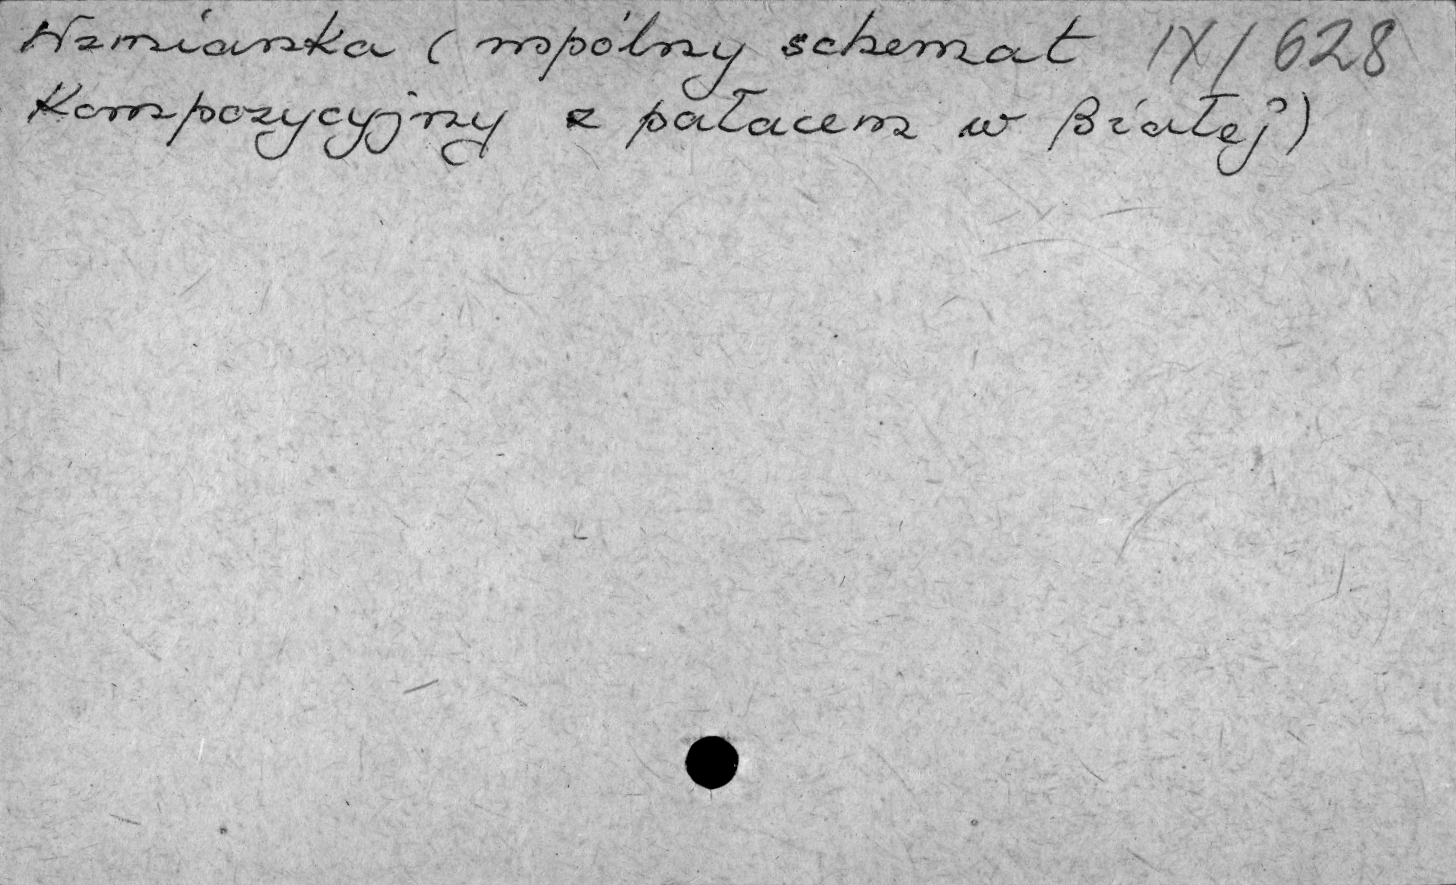 Wzmianka (wspólny schemat IX/628
Kompozycyjny z pałacem w Białej)